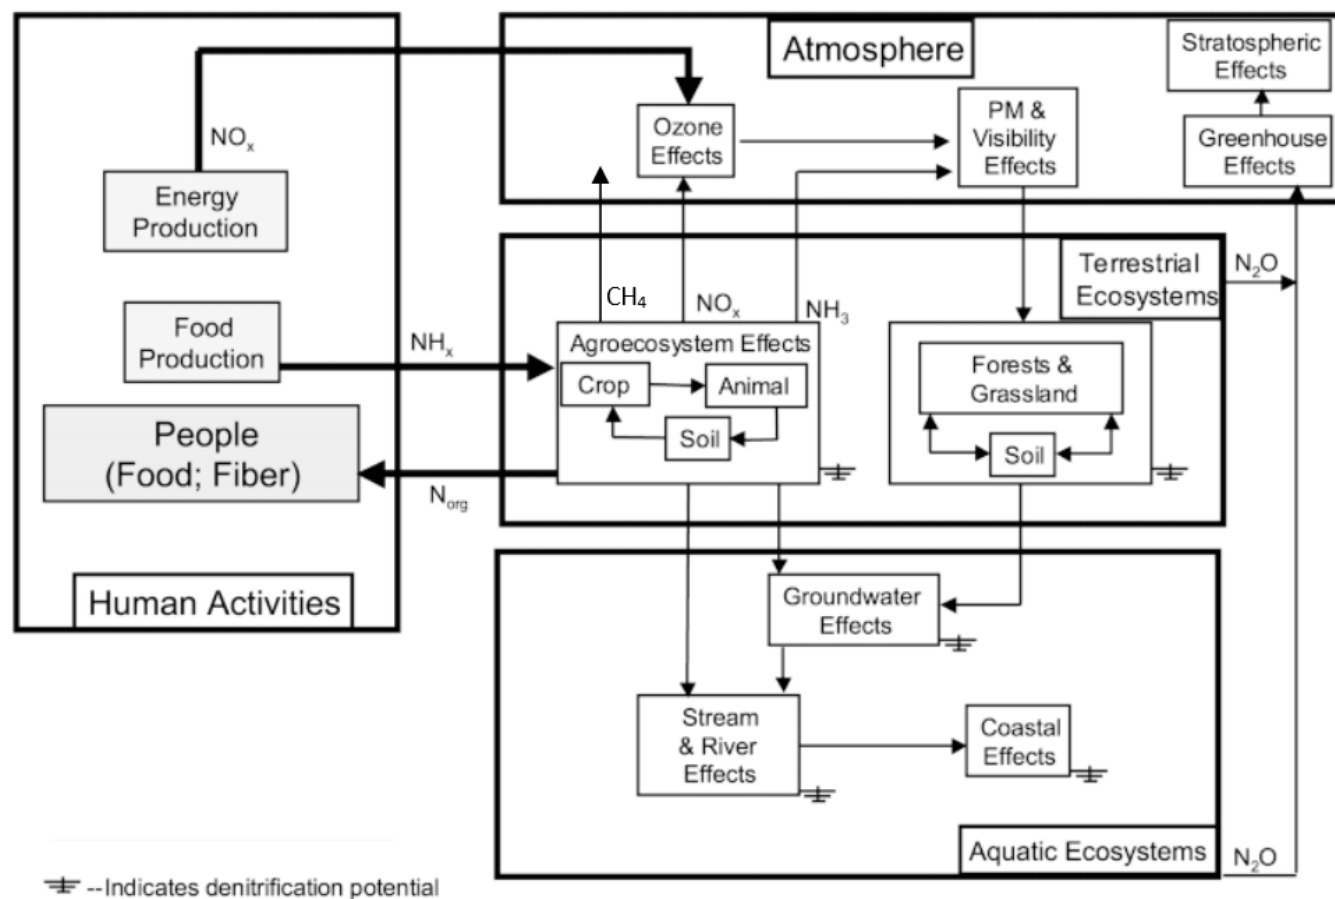 Atmosphere
Stratospheric
Effects
NOₓ
Ozone
Effects
PM &
Visibility
Effects
Greenhouse
Effects
Energy
Production
Terrestrial
Ecosystems
N₂O
CH₄
NOₓ
NH₃
Food
Production
NHₓ
Agroecosystem Effects
Crop
Animal
Soil
Forests &
Grassland
Soil
People
(Food; Fiber)
Nₒᵣg
Human Activities
Groundwater
Effects
Stream
& River
Effects
Coastal
Effects
Aquatic Ecosystems
N₂O
--Indicates denitrification potential